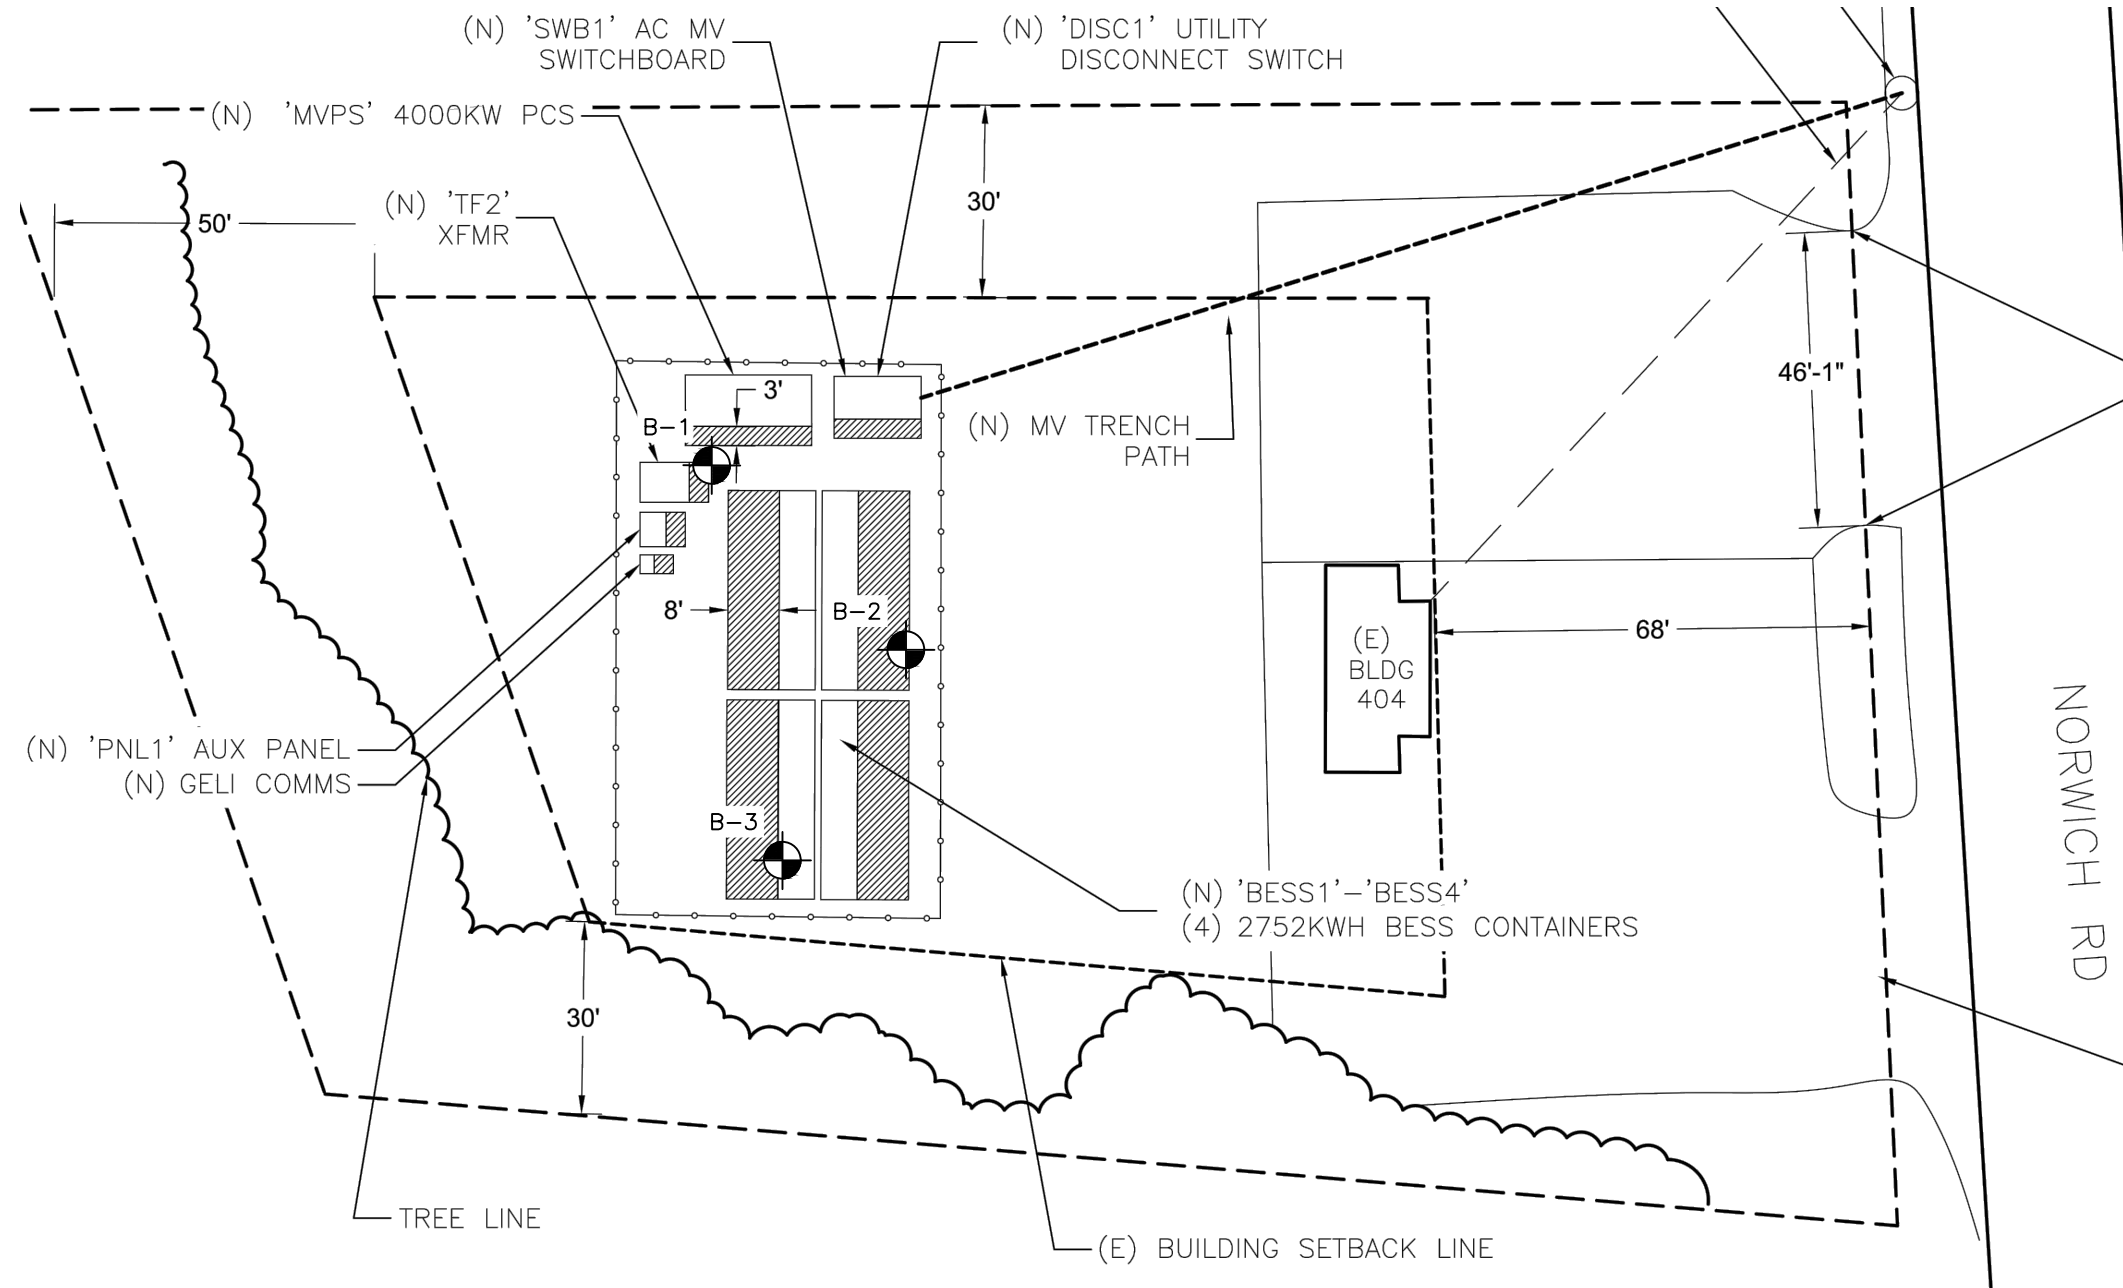 (N) 'SWB1' AC MV
SWITCHBOARD
(N) 'DISC1' UTILITY
DISCONNECT SWITCH
(N) 'MVPS' 4000KW PCS
(N) 'TF2'
XFMR
50'
30'
46'-1"
3'
B-1
(N) MV TRENCH
PATH
8'
B-2
68'
(E)
BLDG
404
NORWICH RD
(N) 'PNL1' AUX PANEL
(N) GELI COMMS
B-3
(N) 'BESS1'-'BESS4'
(4) 2752KWH BESS CONTAINERS
30'
TREE LINE
(E) BUILDING SETBACK LINE